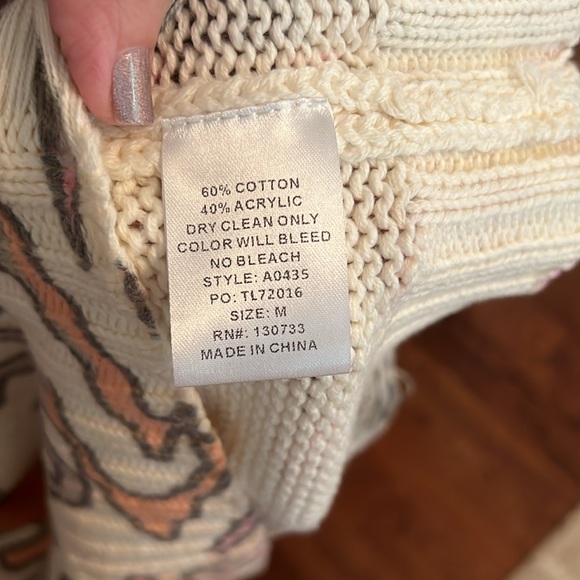 60% COTTON
40% ACRYLIC
DRY CLEAN ONLY
COLOR WILL BLEED
NO BLEACH
STYLE: A0435
PO: TL72016
SIZE: M
RN#: 130733
MADE IN CHINA